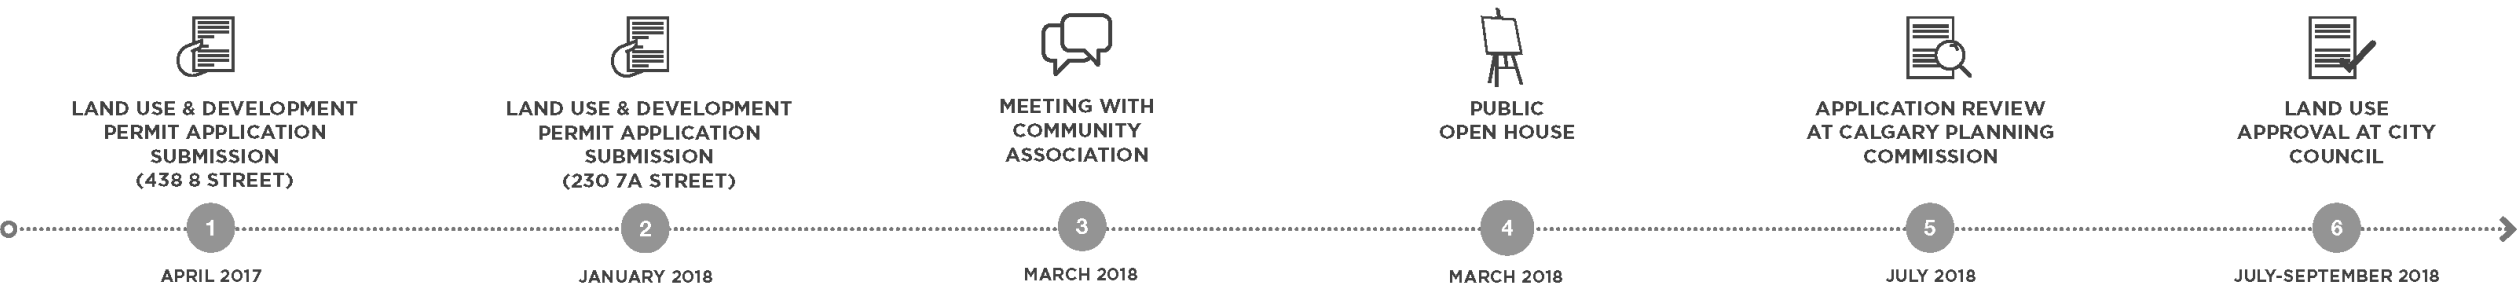 LAND USE & DEVELOPMENT
PERMIT APPLICATION
SUBMISSION
(438 8 STREET)
1
APRIL 2017
LAND USE & DEVELOPMENT
PERMIT APPLICATION
SUBMISSION
(230 7A STREET)
2
JANUARY 2018
MEETING WITH
COMMUNITY
ASSOCIATION
3
MARCH 2018
PUBLIC
OPEN HOUSE
4
MARCH 2018
APPLICATION REVIEW
AT CALGARY PLANNING
COMMISSION
5
JULY 2018
LAND USE
APPROVAL AT CITY
COUNCIL
6
JULY-SEPTEMBER 2018